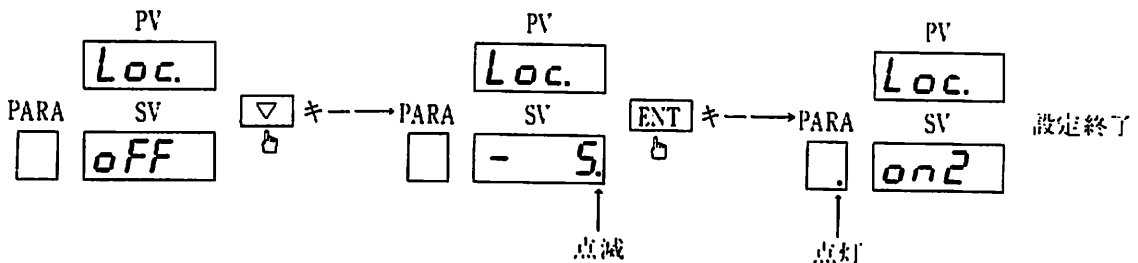 PV
Loc.
PARA SV
oFF
▽ キー
PV
Loc.
PARA SV
- 5.
ENT キー
点滅
PV
Loc.
PARA SV
.
on2
点灯
設定終了